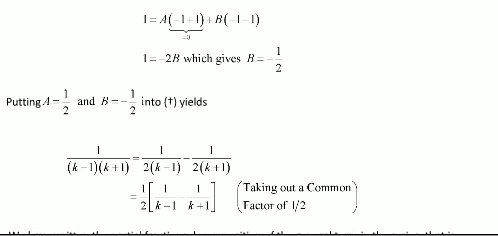 1 = A(−1+1) + B(−1−1)
=0
1 = −2B which gives B = −1/2
Putting A = 1/2 and B = −1/2 into (†) yields
1/((k−1)(k+1)) = 1/(2(k−1)) − 1/(2(k+1))
= 1/2[1/(k−1) − 1/(k+1)] (Taking out a Common
Factor of 1/2)